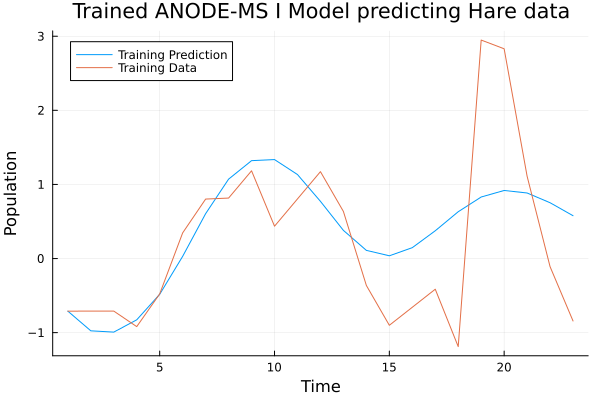 Trained ANODE-MS I Model predicting Hare data
Training Prediction
Training Data
Population
3
2
1
0
−1
5
10
15
20
Time